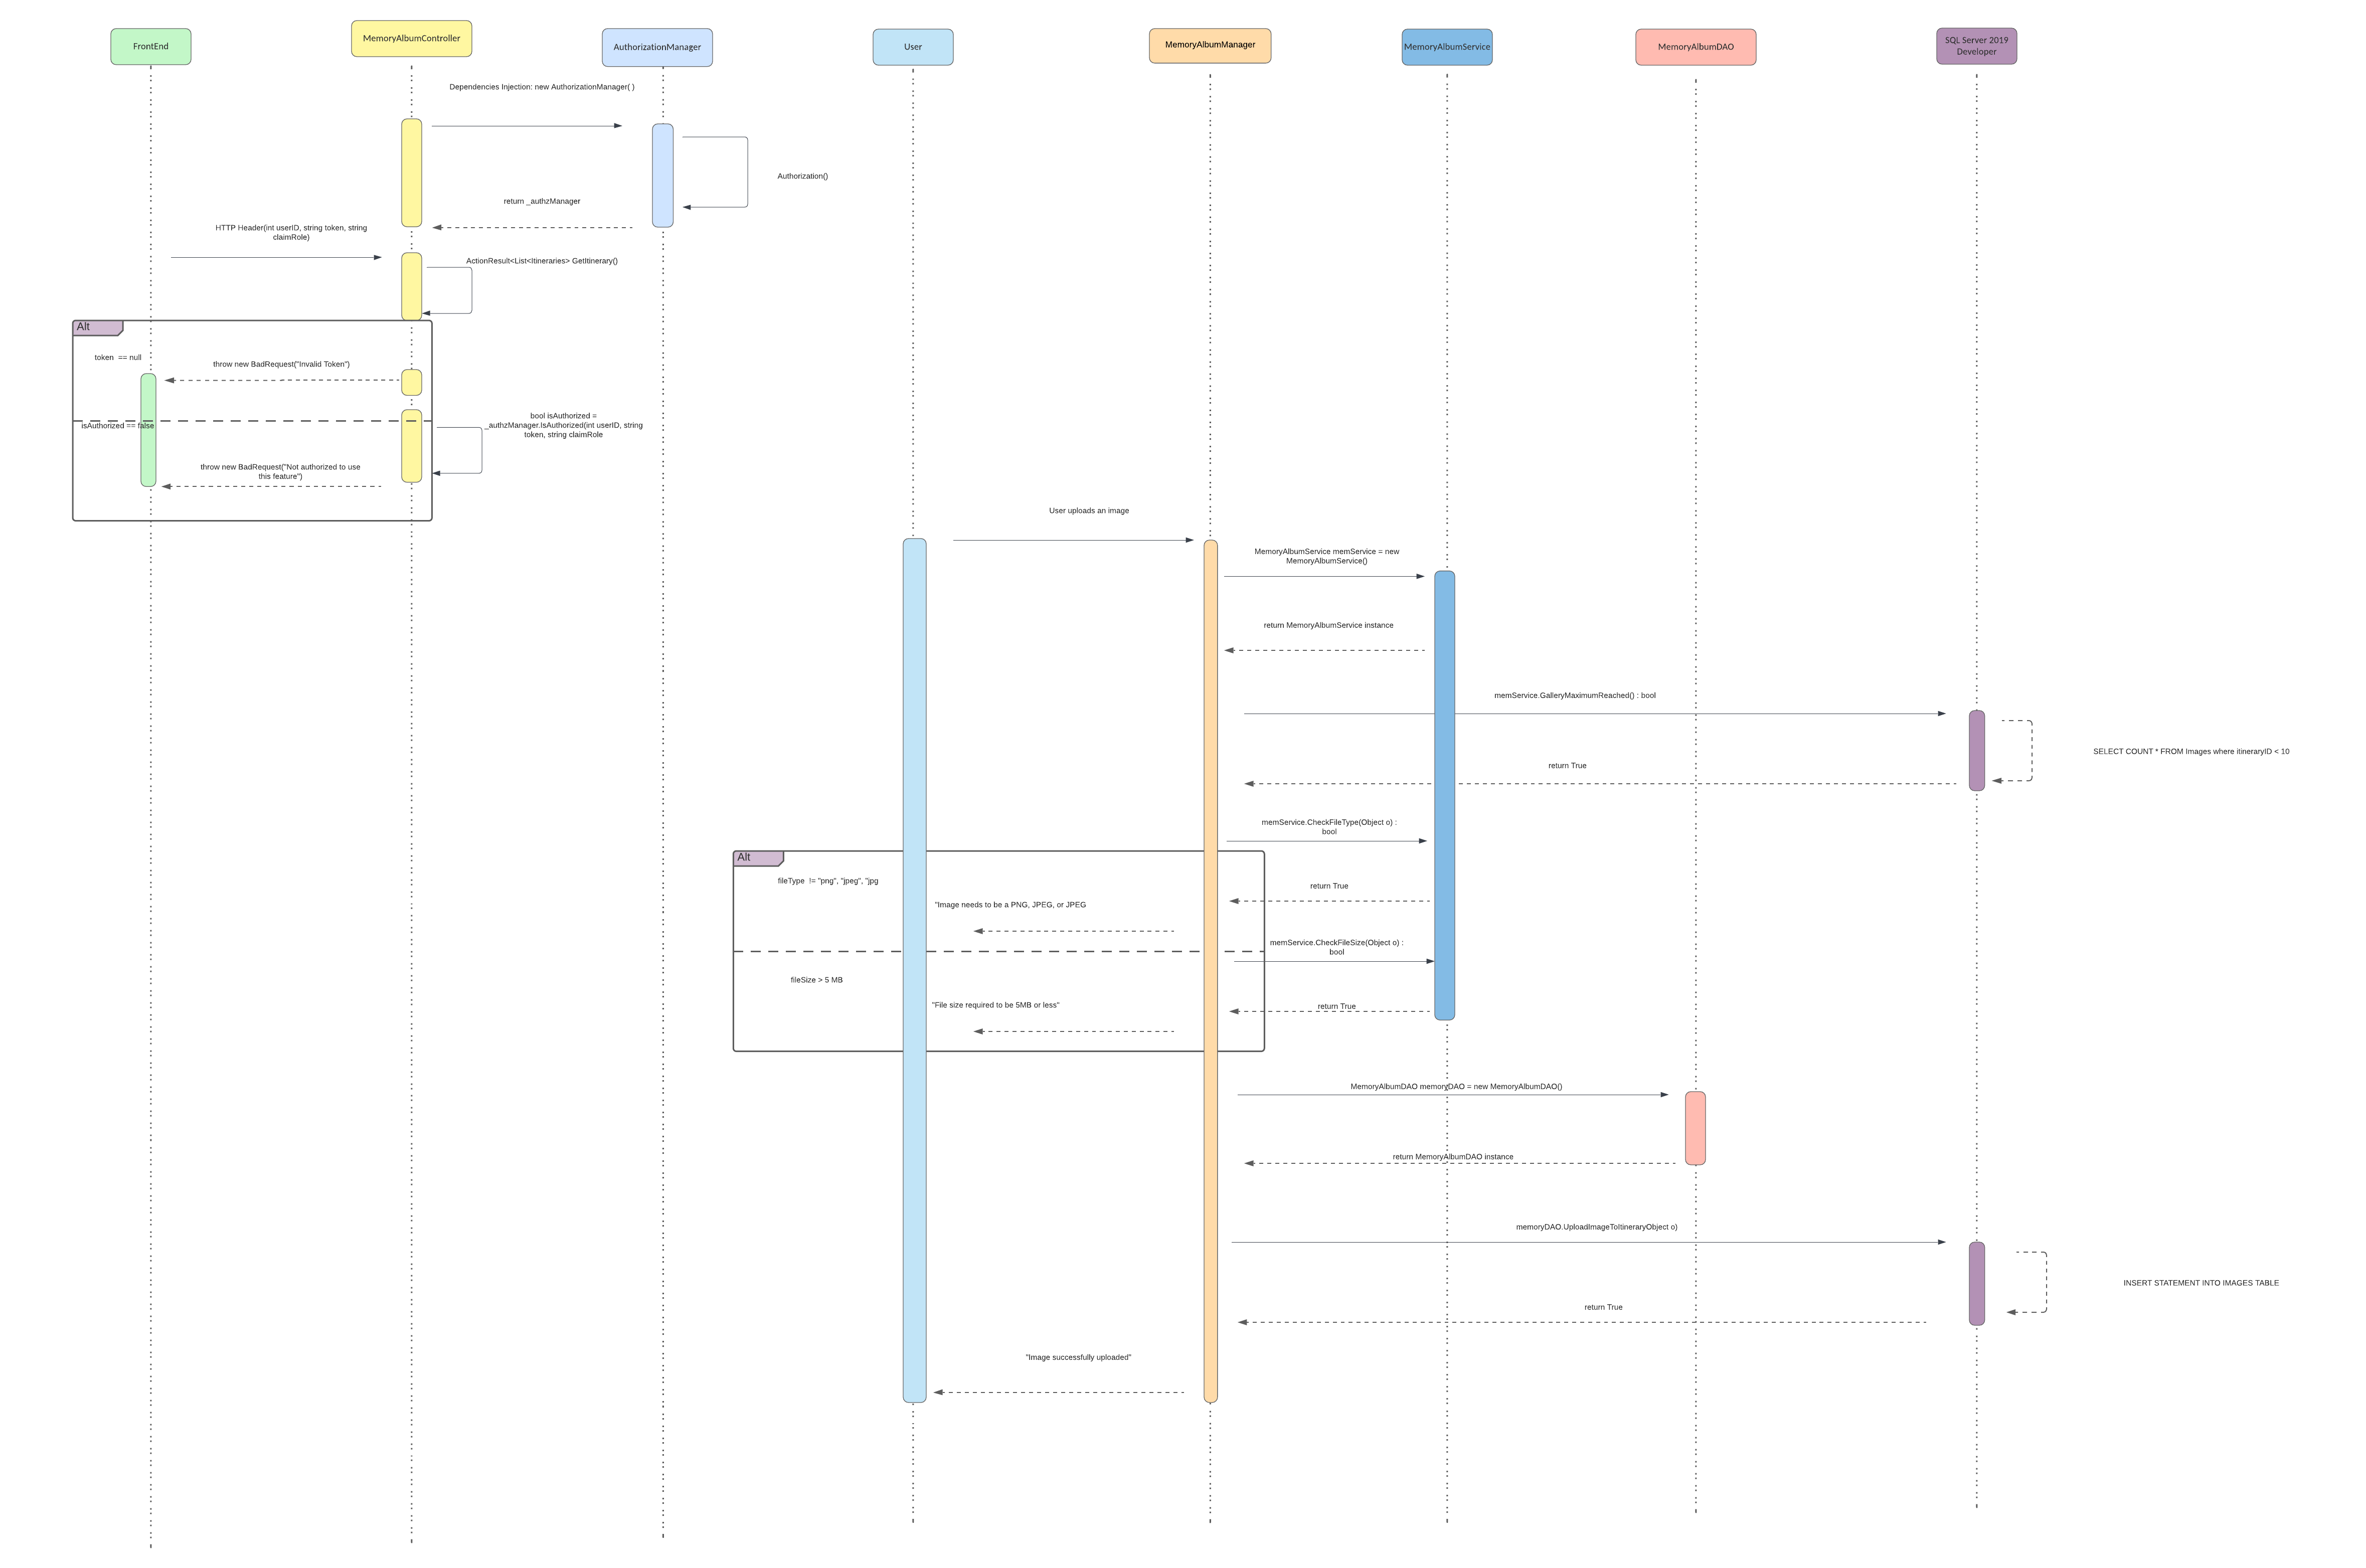 FrontEnd
MemoryAlbumController
AuthorizationManager
User
MemoryAlbumManager
MemoryAlbumService
MemoryAlbumDAO
SQL Server 2019
Developer
Dependencies Injection: new AuthorizationManager( )
Authorization()
return _authzManager
HTTP Header(int userID, string token, string
claimRole)
ActionResult<List<Itineraries> GetItinerary()
Alt
token  == null
throw new BadRequest("Invalid Token")
bool isAuthorized =
_authzManager.IsAuthorized(int userID, string
token, string claimRole
isAuthorized == false
throw new BadRequest("Not authorized to use
this feature")
User uploads an image
MemoryAlbumService memService = new
MemoryAlbumService()
return MemoryAlbumService instance
memService.GalleryMaximumReached() : bool
SELECT COUNT * FROM Images where itineraryID < 10
return True
memService.CheckFileType(Object o) :
bool
Alt
fileType  != "png", "jpeg", "jpg
return True
"Image needs to be a PNG, JPEG, or JPEG
memService.CheckFileSize(Object o) :
bool
fileSize > 5 MB
"File size required to be 5MB or less"
return True
MemoryAlbumDAO memoryDAO = new MemoryAlbumDAO()
return MemoryAlbumDAO instance
memoryDAO.UploadImageToItineraryObject o)
INSERT STATEMENT INTO IMAGES TABLE
return True
"Image successfully uploaded"